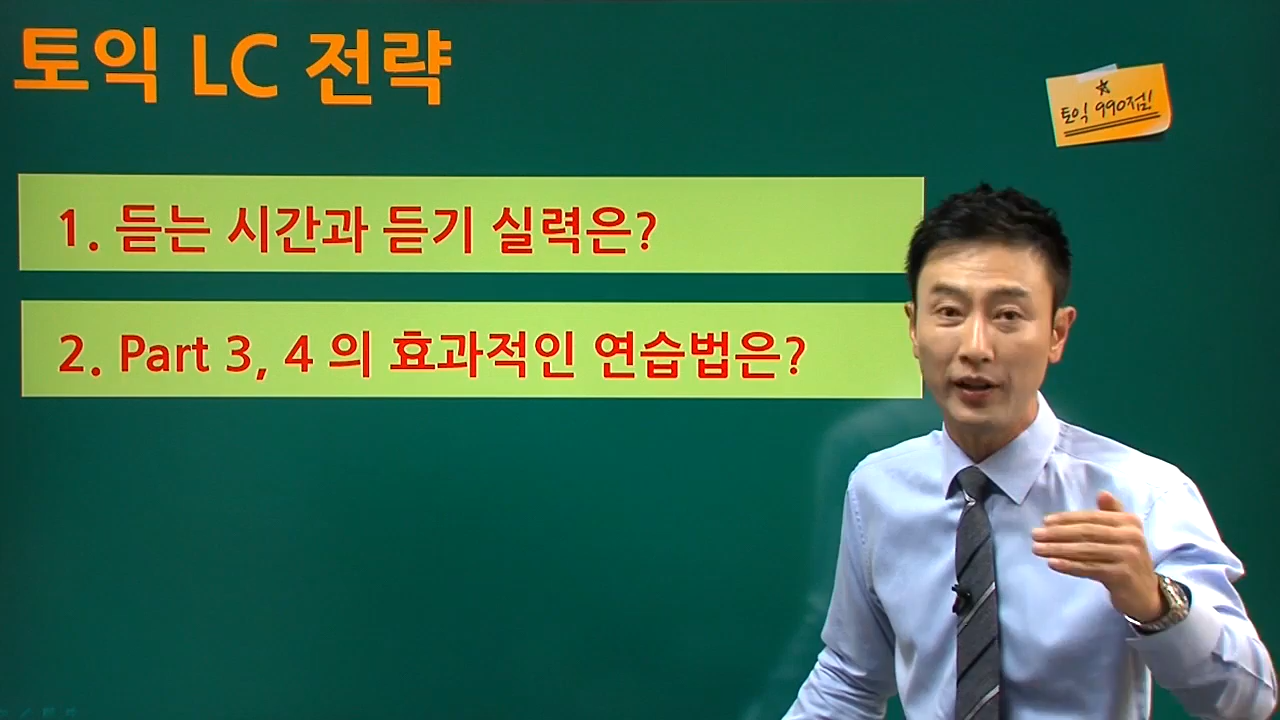 토익 LC 전략
토익 990점!
1. 듣는 시간과 듣기 실력은?
2. Part 3, 4 의 효과적인 연습법은?